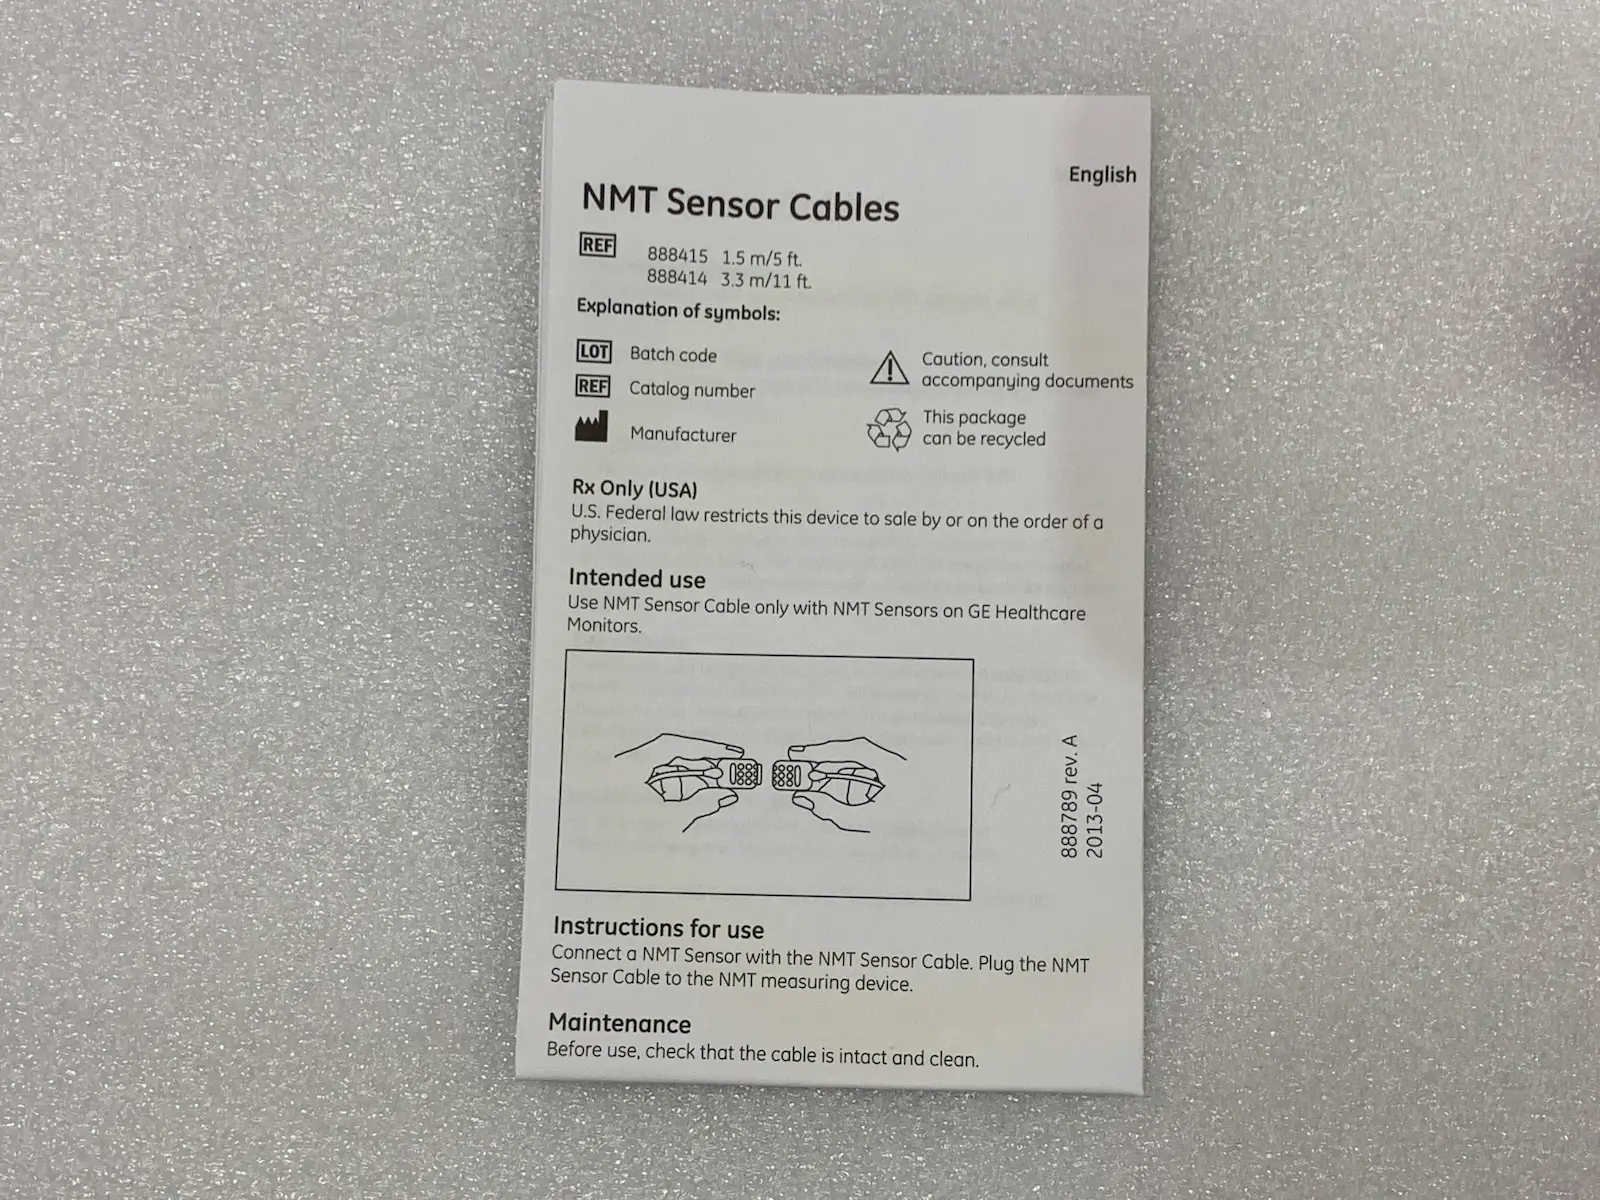 English
NMT Sensor Cables
REF 888415 1.5 m/5 ft.
888414 3.3 m/11 ft.
Explanation of symbols:
LOT Batch code
REF Catalog number
Manufacturer
Caution, consult
accompanying documents
This package
can be recycled
Rx Only (USA)
U.S. Federal law restricts this device to sale by or on the order of a
physician.
Intended use
Use NMT Sensor Cable only with NMT Sensors on GE Healthcare
Monitors.
888789 rev. A
2013-04
Instructions for use
Connect a NMT Sensor with the NMT Sensor Cable. Plug the NMT
Sensor Cable to the NMT measuring device.
Maintenance
Before use, check that the cable is intact and clean.